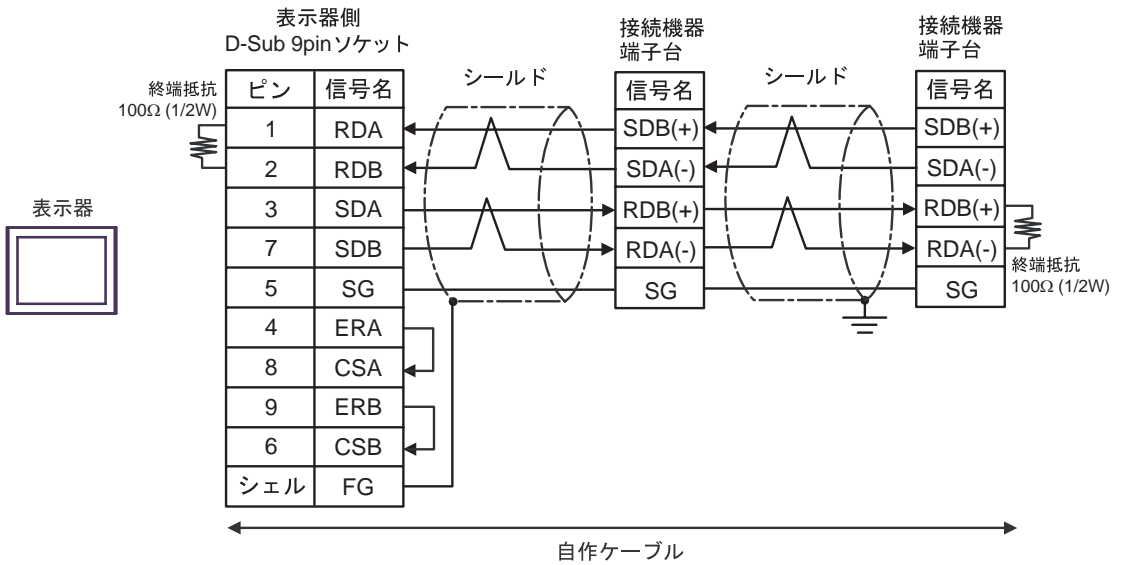 表示器側
D-Sub 9pinソケット
接続機器
端子台
接続機器
端子台
終端抵抗
100Ω (1/2W)
シールド
シールド
ピン 信号名
1 RDA
2 RDB
3 SDA
7 SDB
5 SG
4 ERA
8 CSA
9 ERB
6 CSB
シェル FG
信号名
SDB(+)
SDA(-)
RDB(+)
RDA(-)
SG
信号名
SDB(+)
SDA(-)
RDB(+)
RDA(-)
SG
終端抵抗
100Ω (1/2W)
表示器
自作ケーブル